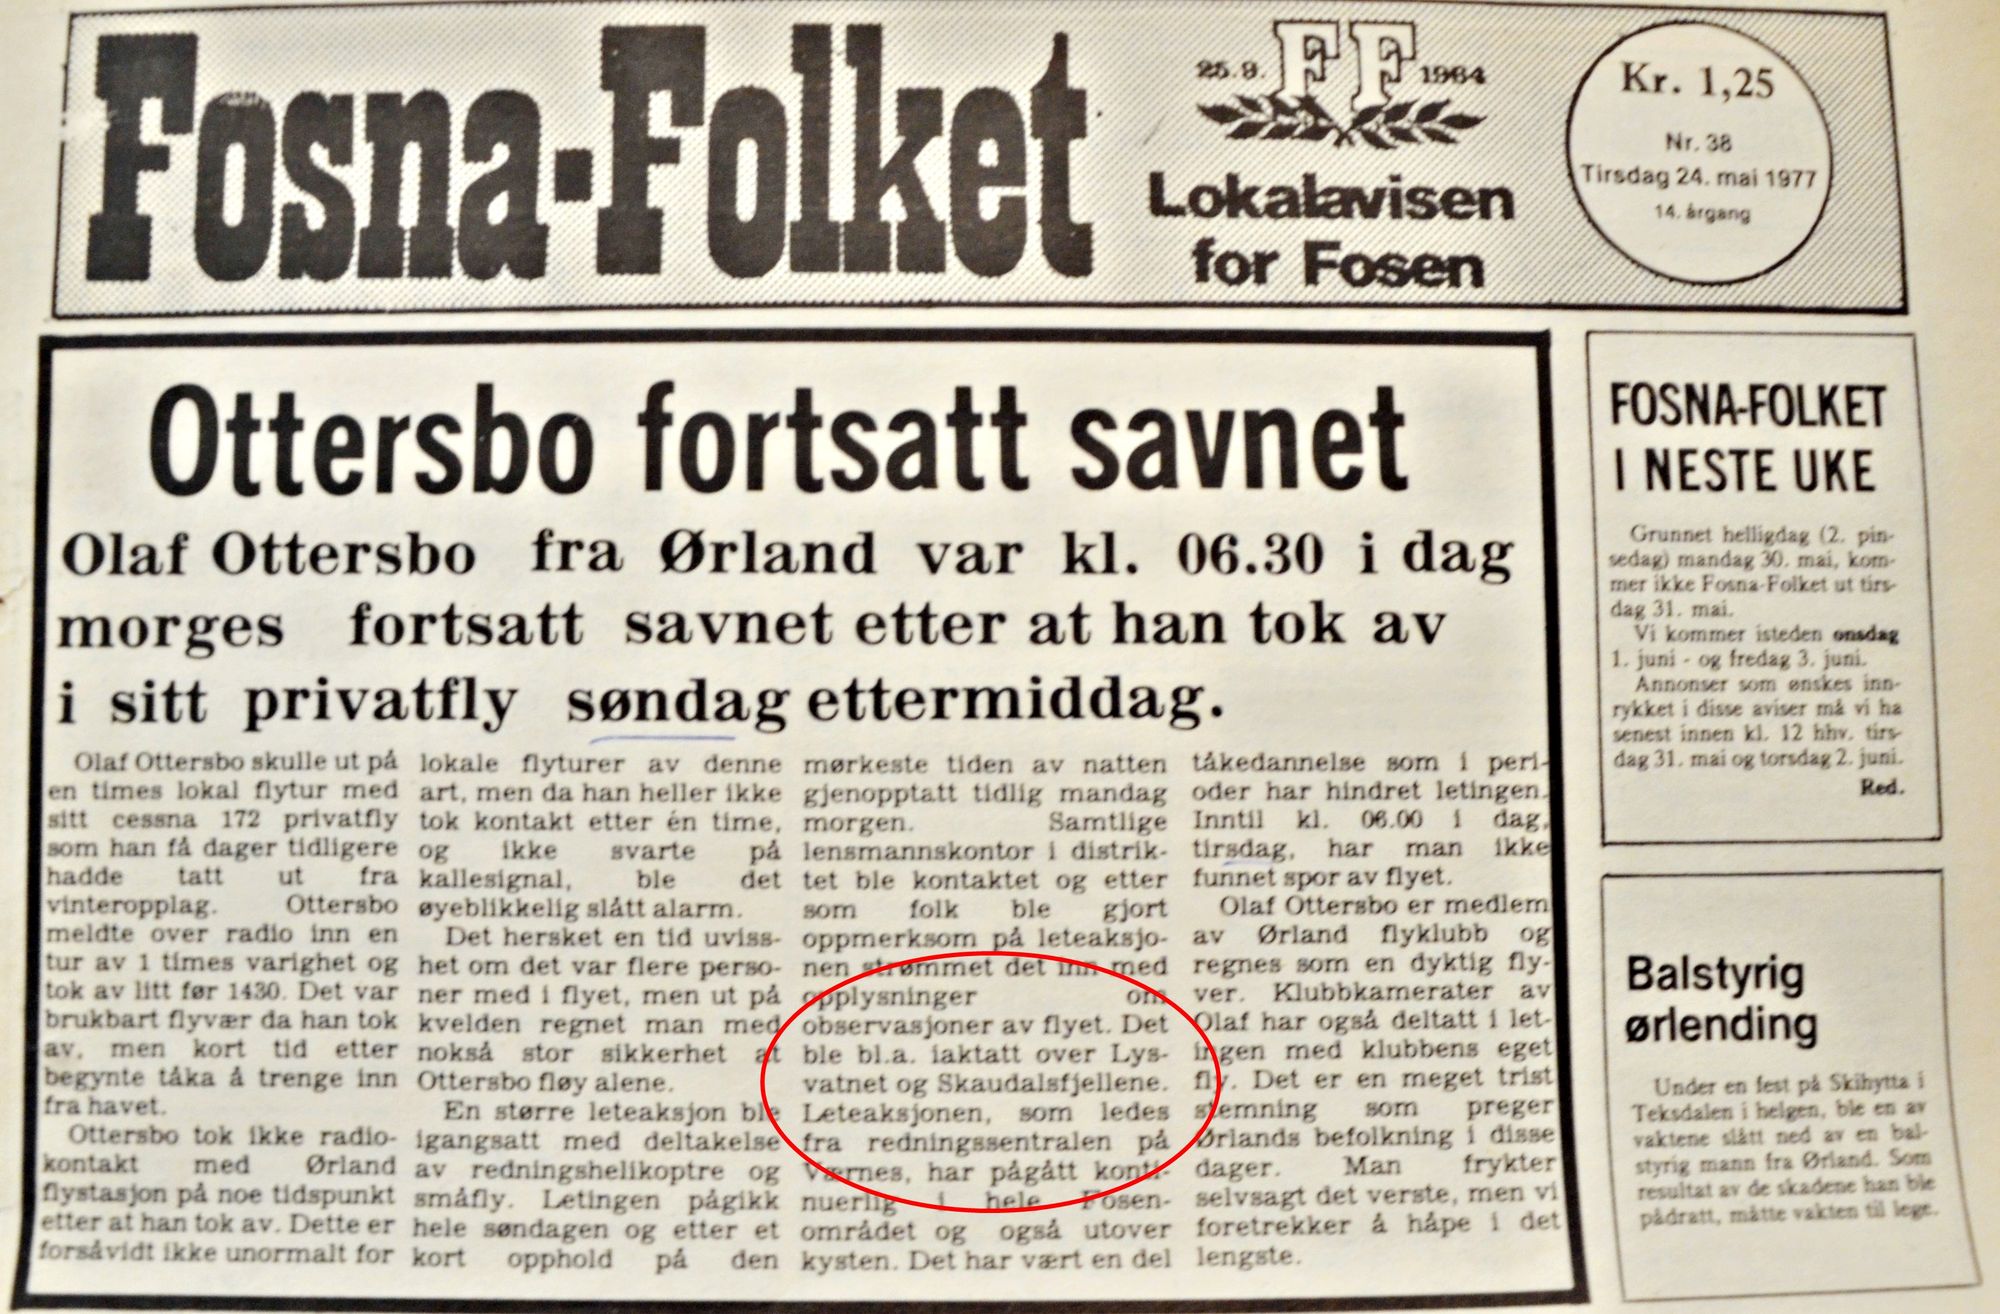 Fosna-Folket
25.9. FF 1964
Lokalavisen
for Fosen
Kr. 1,25
Nr. 38
Tirsdag 24. mai 1977
14. årgang
Ottersbo fortsatt savnet
Olaf Ottersbo fra Ørland var kl. 06.30 i dag
morges fortsatt savnet etter at han tok av
i sitt privatfly søndag ettermiddag.
Olaf Ottersbo skulle ut på
en times lokal flytur med
sitt cessna 172 privatfly
som han få dager tidligere
hadde tatt ut fra
vinteropplag. Ottersbo
meldte over radio inn en
tur av 1 times varighet og
tok av litt før 1430. Det var
brukbart flyvær da han tok
av, men kort tid etter
begynte tåka å trenge inn
fra havet.
Ottersbo tok ikke radio-
kontakt med Ørland
flystasjon på noe tidspunkt
etter at han tok av. Dette er
forsåvidt ikke unormalt for
lokale flyturer av denne
art, men da han heller ikke
tok kontakt etter én time,
og ikke svarte på
kallesignal, ble det
øyeblikkelig slått alarm.
Det hersket en tid uviss-
het om det var flere perso-
ner med i flyet, men ut på
kvelden regnet man med
nokså stor sikkerhet at
Ottersbo fløy alene.
En større leteaksjon ble
igangsatt med deltakelse
av redningshelikoptre og
småfly. Letingen pågikk
hele søndagen og etter et
kort opphold på den
mørkeste tiden av natten
gjenopptatt tidlig mandag
morgen. Samtlige
lensmannskontor i distrik-
tet ble kontaktet og etter
som folk ble gjort
oppmerksom på leteaksjo-
nen strømmet det inn med
opplysninger om
observasjoner av flyet. Det
ble bl.a. iaktatt over Lys-
vatnet og Skaudalsfjellene.
Leteaksjonen, som ledes
fra redningssentralen på
Værnes, har pågått konti-
nuerlig i hele Fosen-
området og også utover
kysten. Det har vært en del
tåkedannelse som i peri-
oder har hindret letingen.
Inntil kl. 06.00 i dag,
tirsdag, har man ikke
funnet spor av flyet.
Olaf Ottersbo er medlem
av Ørland flyklubb og
regnes som en dyktig fly-
ver. Klubbkamerater av
Olaf har også deltatt i let-
ingen med klubbens eget
fly. Det er en meget trist
stemning som preger
Ørlands befolkning i disse
dager. Man frykter
selvsagt det verste, men vi
foretrekker å håpe i det
lengste.
FOSNA-FOLKET
I NESTE UKE
Grunnet helligdag (2. pin-
sedag) mandag 30. mai, kom-
mer ikke Fosna-Folket ut tirs-
dag 31. mai.
Vi kommer isteden onsdag
1. juni - og fredag 3. juni.
Annonser som ønskes inn-
rykket i disse aviser må vi ha
senest innen kl. 12 hhv. tirs-
dag 31. mai og torsdag 2. juni.
Red.
Balstyrig
ørlending
Under en fest på Skihytta i
Teksdalen i helgen, ble en av
vaktene slått ned av en bal-
styrig mann fra Ørland. Som
resultat av de skadene han ble
pådratt, måtte vakten til lege.